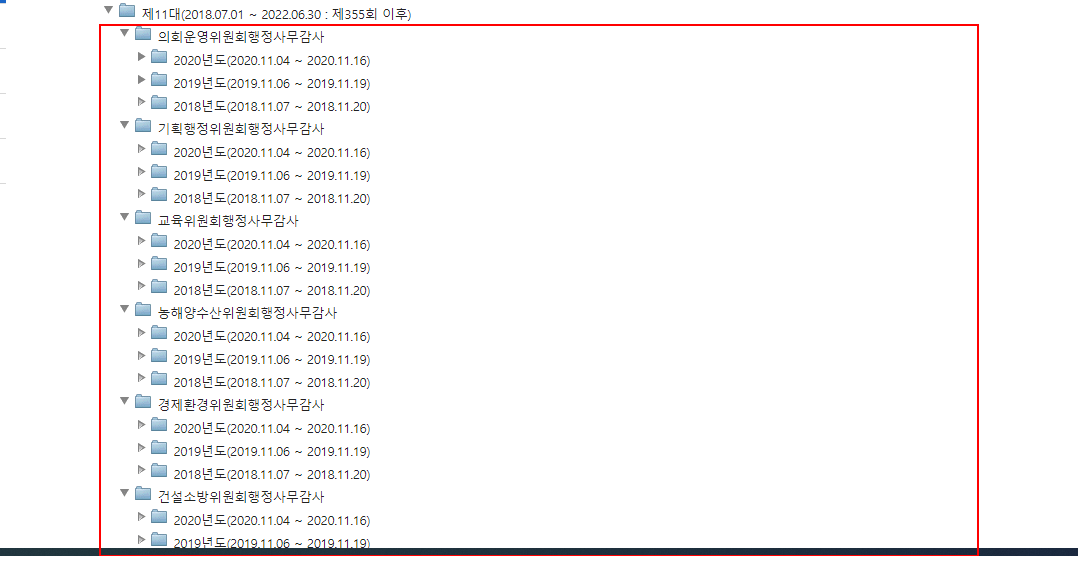 제11대(2018.07.01 ~ 2022.06.30 : 제355회 이후)
의회운영위원회행정사무감사
2020년도(2020.11.04 ~ 2020.11.16)
2019년도(2019.11.06 ~ 2019.11.19)
2018년도(2018.11.07 ~ 2018.11.20)
기획행정위원회행정사무감사
2020년도(2020.11.04 ~ 2020.11.16)
2019년도(2019.11.06 ~ 2019.11.19)
2018년도(2018.11.07 ~ 2018.11.20)
교육위원회행정사무감사
2020년도(2020.11.04 ~ 2020.11.16)
2019년도(2019.11.06 ~ 2019.11.19)
2018년도(2018.11.07 ~ 2018.11.20)
농해양수산위원회행정사무감사
2020년도(2020.11.04 ~ 2020.11.16)
2019년도(2019.11.06 ~ 2019.11.19)
2018년도(2018.11.07 ~ 2018.11.20)
경제환경위원회행정사무감사
2020년도(2020.11.04 ~ 2020.11.16)
2019년도(2019.11.06 ~ 2019.11.19)
2018년도(2018.11.07 ~ 2018.11.20)
건설소방위원회행정사무감사
2020년도(2020.11.04 ~ 2020.11.16)
2019년도(2019.11.06 ~ 2019.11.19)